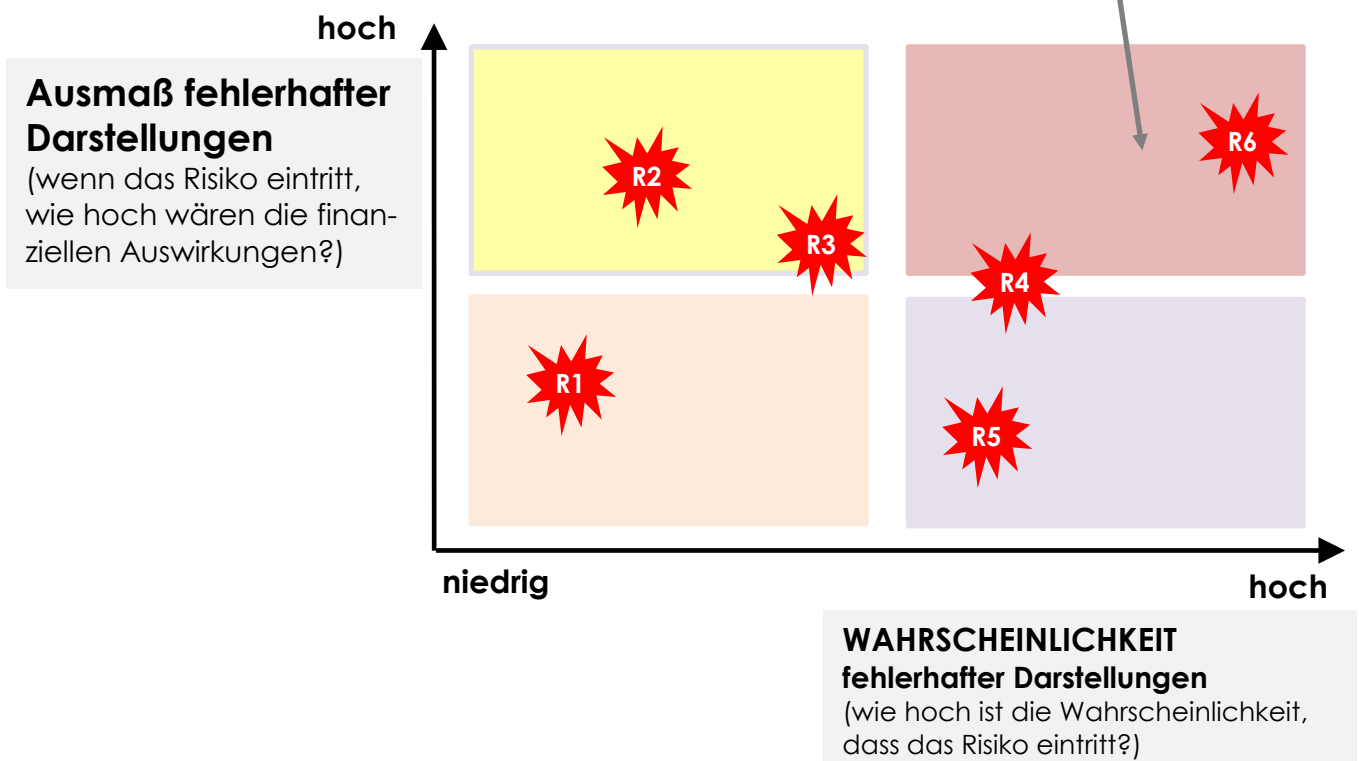 hoch
Ausmaß fehlerhafter
Darstellungen
(wenn das Risiko eintritt,
wie hoch wären die finan-
ziellen Auswirkungen?)
R6
R2
R3
R4
R1
R5
niedrig
hoch
WAHRSCHEINLICHKEIT
fehlerhafter Darstellungen
(wie hoch ist die Wahrscheinlichkeit,
dass das Risiko eintritt?)